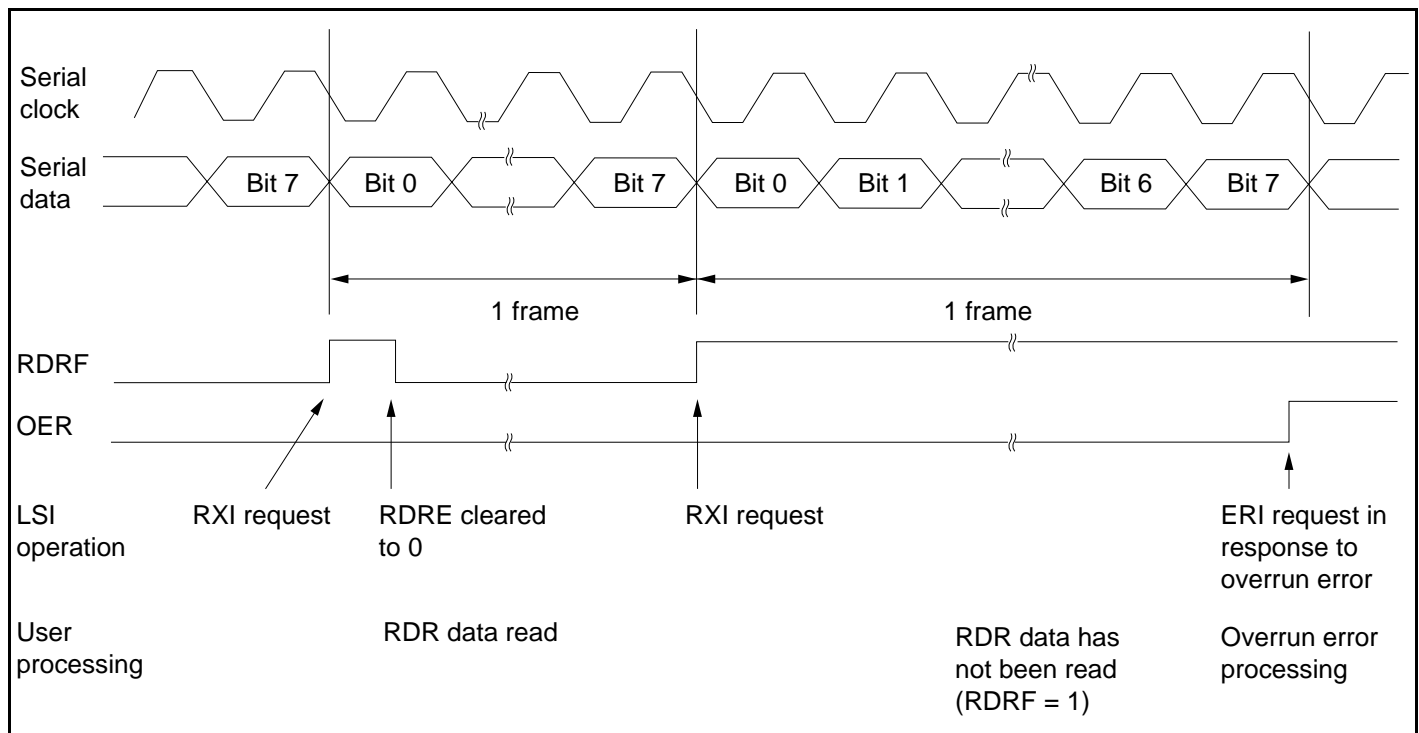 Serial
clock
Serial
data
Bit 7 Bit 0 Bit 7 Bit 0 Bit 1 Bit 6 Bit 7
1 frame 1 frame
RDRF
OER
LSI
operation
RXI request
RDRE cleared
to 0
RXI request
ERI request in
response to
overrun error
User
processing
RDR data read
RDR data has
not been read
(RDRF = 1)
Overrun error
processing